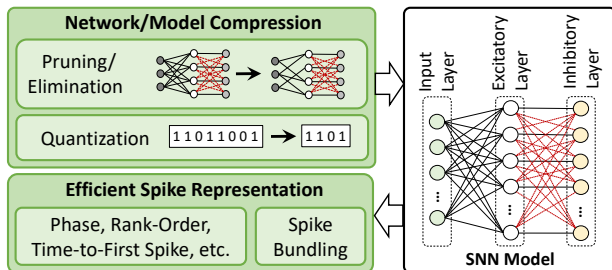 Network/Model Compression
Pruning/
Elimination
Quantization
11011001
1101
Efficient Spike Representation
Phase, Rank-Order,
Time-to-First Spike, etc.
Spike
Bundling
Input
Layer
Excitatory
Layer
Inhibitory
Layer
...
...
...
SNN Model